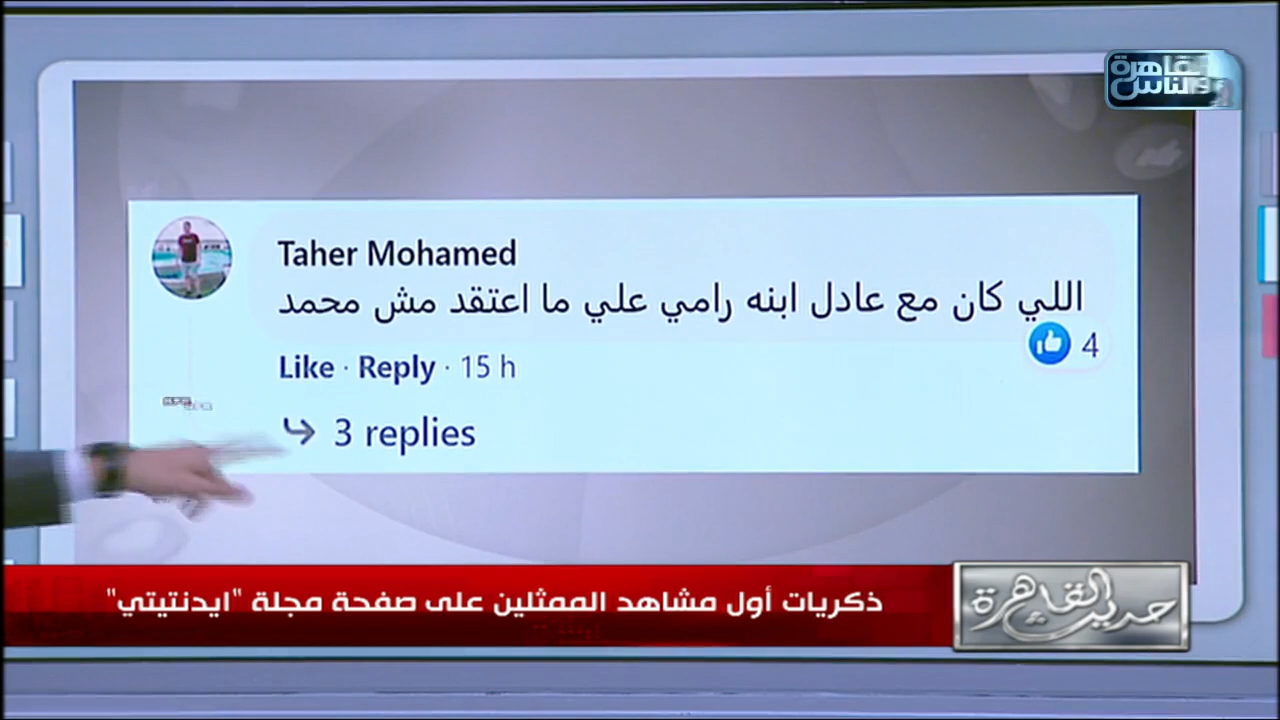 القاهرة
والناس
Taher Mohamed
اللي كان مع عادل ابنه رامي علي ما اعتقد مش محمد
4
Like · Reply · 15 h
3 replies
ذكريات أول مشاهد الممثلين على صفحة مجلة "ايدنتيتي"
حديث القاهرة